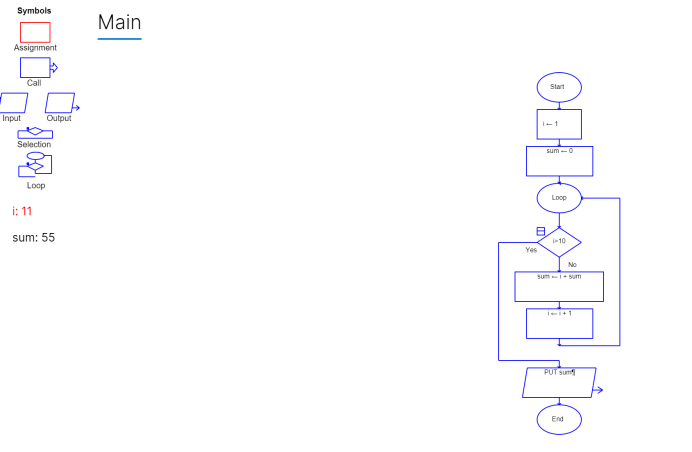 Symbols
Main
Assignment
Call
Input
Output
Selection
Loop
i: 11
sum: 55
Start
i ← 1
sum ← 0
Loop
i>10
Yes
No
sum ← i + sum
i ← i + 1
PUT sum¶
End